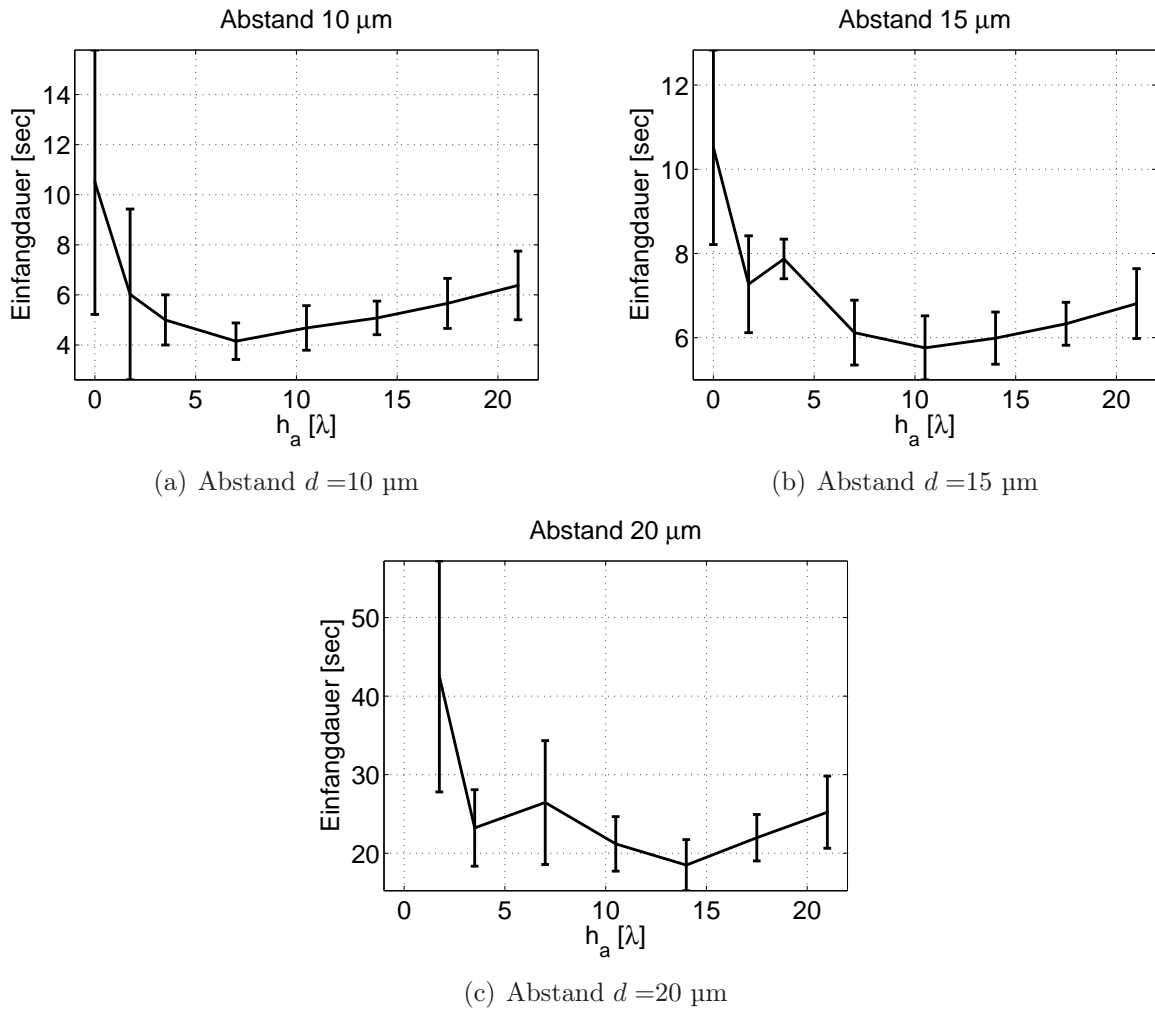 Abstand 10 μm
Einfangdauer [sec]
14
12
10
8
6
4
0 5 10 15 20
h_a [λ]
(a) Abstand d =10 µm
Abstand 15 μm
Einfangdauer [sec]
12
10
8
6
0 5 10 15 20
h_a [λ]
(b) Abstand d =15 µm
Abstand 20 μm
Einfangdauer [sec]
50
40
30
20
0 5 10 15 20
h_a [λ]
(c) Abstand d =20 µm